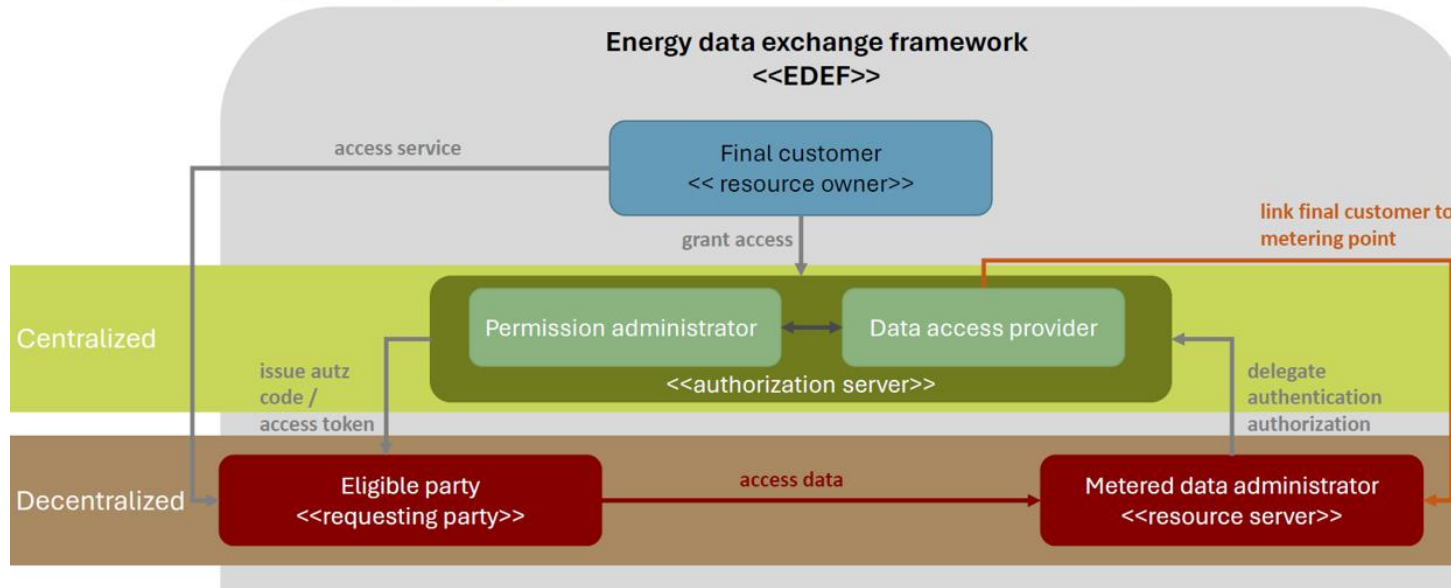 Energy data exchange framework
<<EDEF>>
access service
Final customer
<< resource owner>>
link final customer to
metering point
grant access
Centralized
Permission administrator
Data access provider
<<authorization server>>
issue autz
code /
access token
delegate
authentication
authorization
Decentralized
Eligible party
<<requesting party>>
access data
Metered data administrator
<<resource server>>